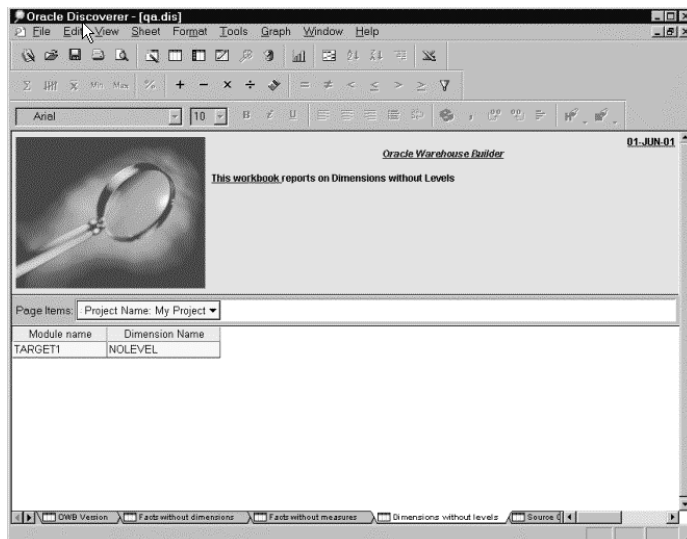 Oracle Discoverer - [qa.dis]
File Edit View Sheet Format Tools Graph Window Help
Σ Min Max % + - × ÷ = ≠ < ≤ > ≥
Arial 10 B I U
01-JUN-01
Oracle Warehouse Builder
This workbook reports on Dimensions without Levels
Page Items: Project Name: My Project
Module name Dimension Name
TARGET1 NOLEVEL
OWB Version Facts without dimensions Facts without measures Dimensions without levels Source